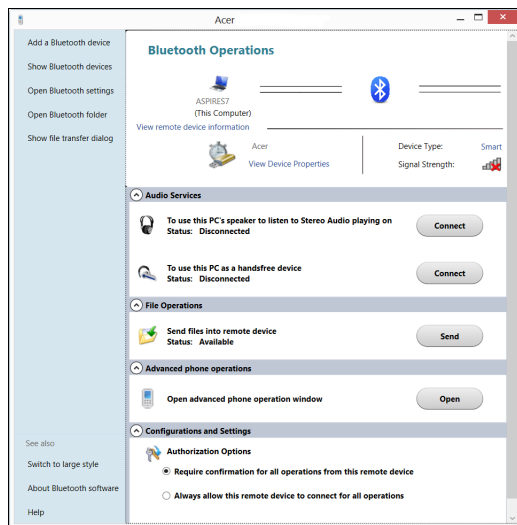 Acer
Add a Bluetooth device
Show Bluetooth devices
Open Bluetooth settings
Open Bluetooth folder
Show file transfer dialog
See also
Switch to large style
About Bluetooth software
Help
Bluetooth Operations
ASPIRES7
(This Computer)
View remote device information
Acer
View Device Properties
Device Type: Smart
Signal Strength:
Audio Services
To use this PC's speaker to listen to Stereo Audio playing on
Status: Disconnected
Connect
To use this PC as a handsfree device
Status: Disconnected
Connect
File Operations
Send files into remote device
Status: Available
Send
Advanced phone operations
Open advanced phone operation window
Open
Configurations and Settings
Authorization Options
Require confirmation for all operations from this remote device
Always allow this remote device to connect for all operations